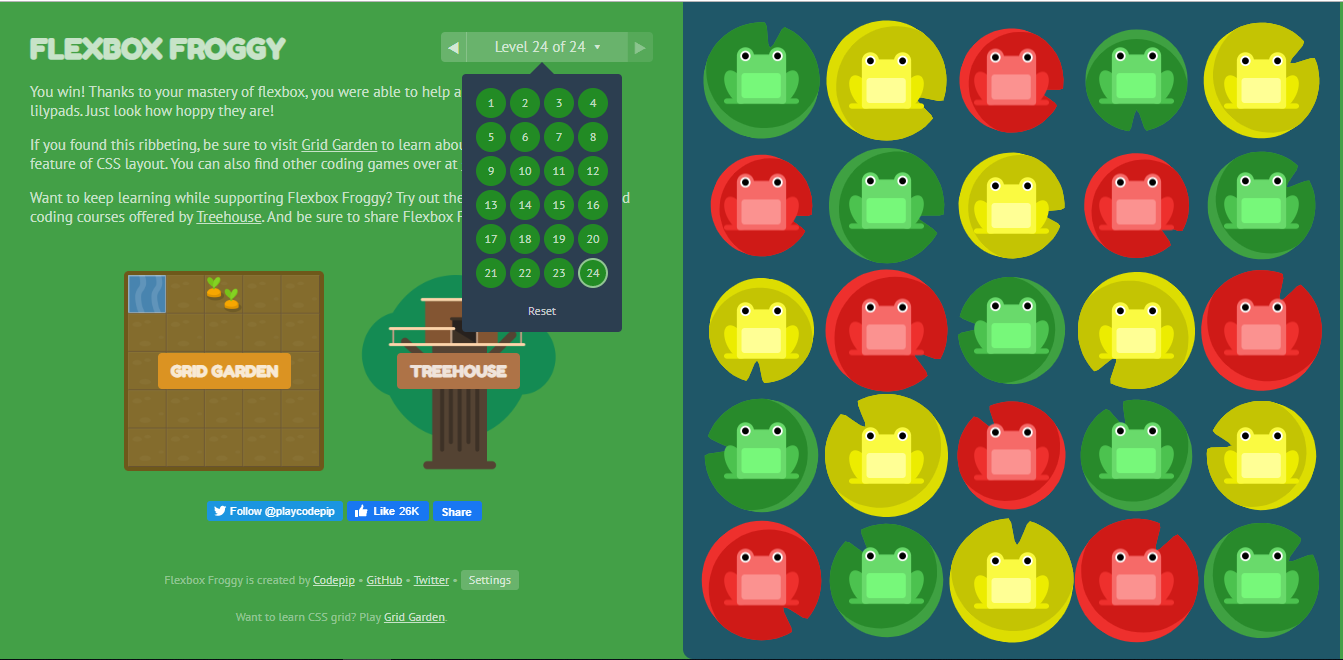 FLEXBOX FROGGY
◀ Level 24 of 24 ▼ ▶
You win! Thanks to your mastery of flexbox, you were able to help a
lilypads. Just look how hoppy they are!
If you found this ribbeting, be sure to visit Grid Garden to learn abou
feature of CSS layout. You can also find other coding games over at
Want to keep learning while supporting Flexbox Froggy? Try out the d
coding courses offered by Treehouse. And be sure to share Flexbox F
1 2 3 4
5 6 7 8
9 10 11 12
13 14 15 16
17 18 19 20
21 22 23 24
Reset
GRID GARDEN
TREEHOUSE
Follow @playcodepip Like 26K Share
Flexbox Froggy is created by Codepip • GitHub • Twitter • Settings
Want to learn CSS grid? Play Grid Garden.